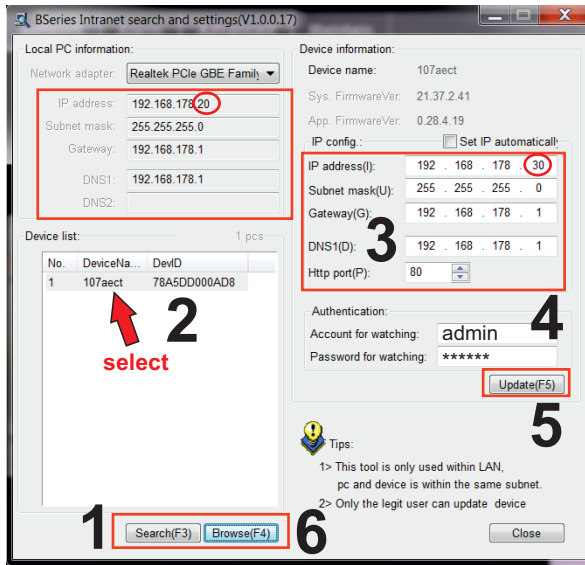 BSeries Intranet search and settings(V1.0.0.17)
Local PC information:
Network adapter: Realtek PCIe GBE Family
IP address: 192.168.178.20
Subnet mask: 255.255.255.0
Gateway: 192.168.178.1
DNS1: 192.168.178.1
DNS2:
Device list: 1 pcs
No. DeviceNa... DevID
1 107aect 78A5DD000AD8
2
select
1
Search(F3) Browse(F4)
6
Device information:
Device name: 107aect
Sys. FirmwareVer: 21.37.2.41
App. FirmwareVer: 0.28.4.19
IP config.: Set IP automatically
IP address(I): 192 . 168 . 178 . 30
Subnet mask(U): 255 . 255 . 255 . 0
Gateway(G): 192 . 168 . 178 . 1
3
DNS1(D): 192 . 168 . 178 . 1
Http port(P): 80
Authentication:
4
Account for watching: admin
Password for watching: ******
Update(F5)
5
Tips:
1> This tool is only used within LAN,
pc and device is within the same subnet.
2> Only the legit user can update device
Close